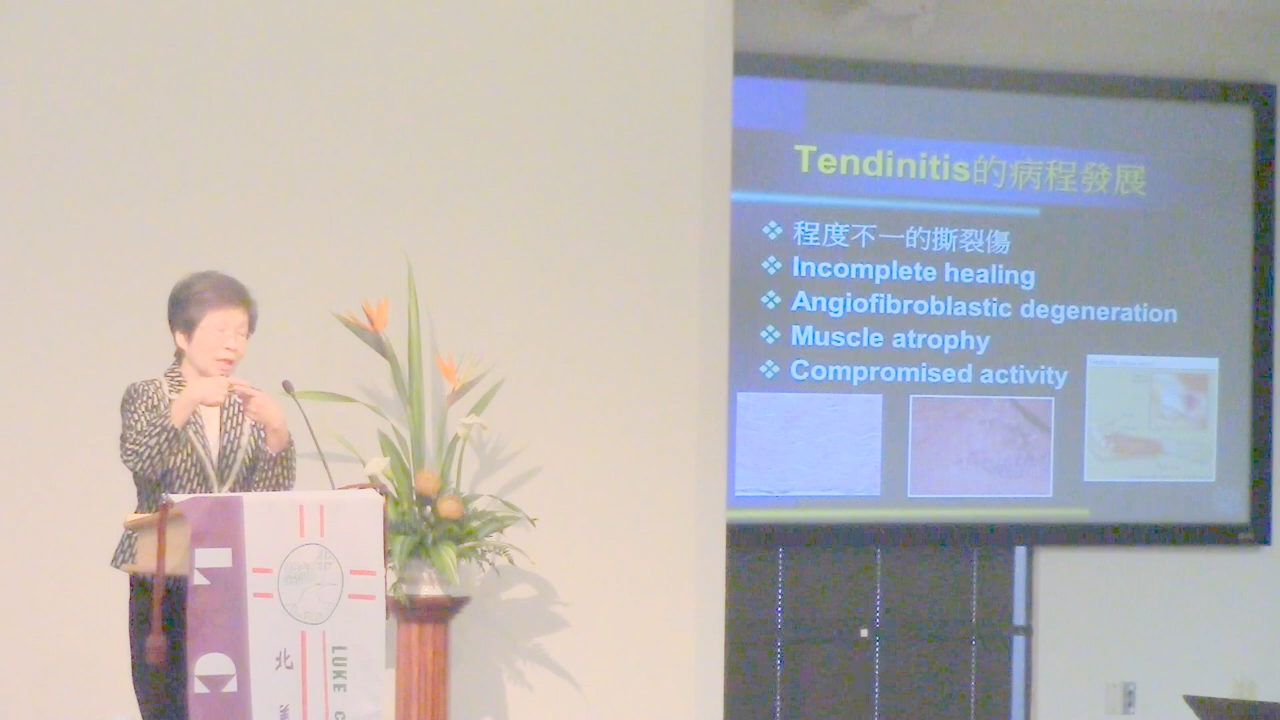 Tendinitis的病程發展
程度不一的撕裂傷
Incomplete healing
Angiofibroblastic degeneration
Muscle atrophy
Compromised activity
北
LUKE C